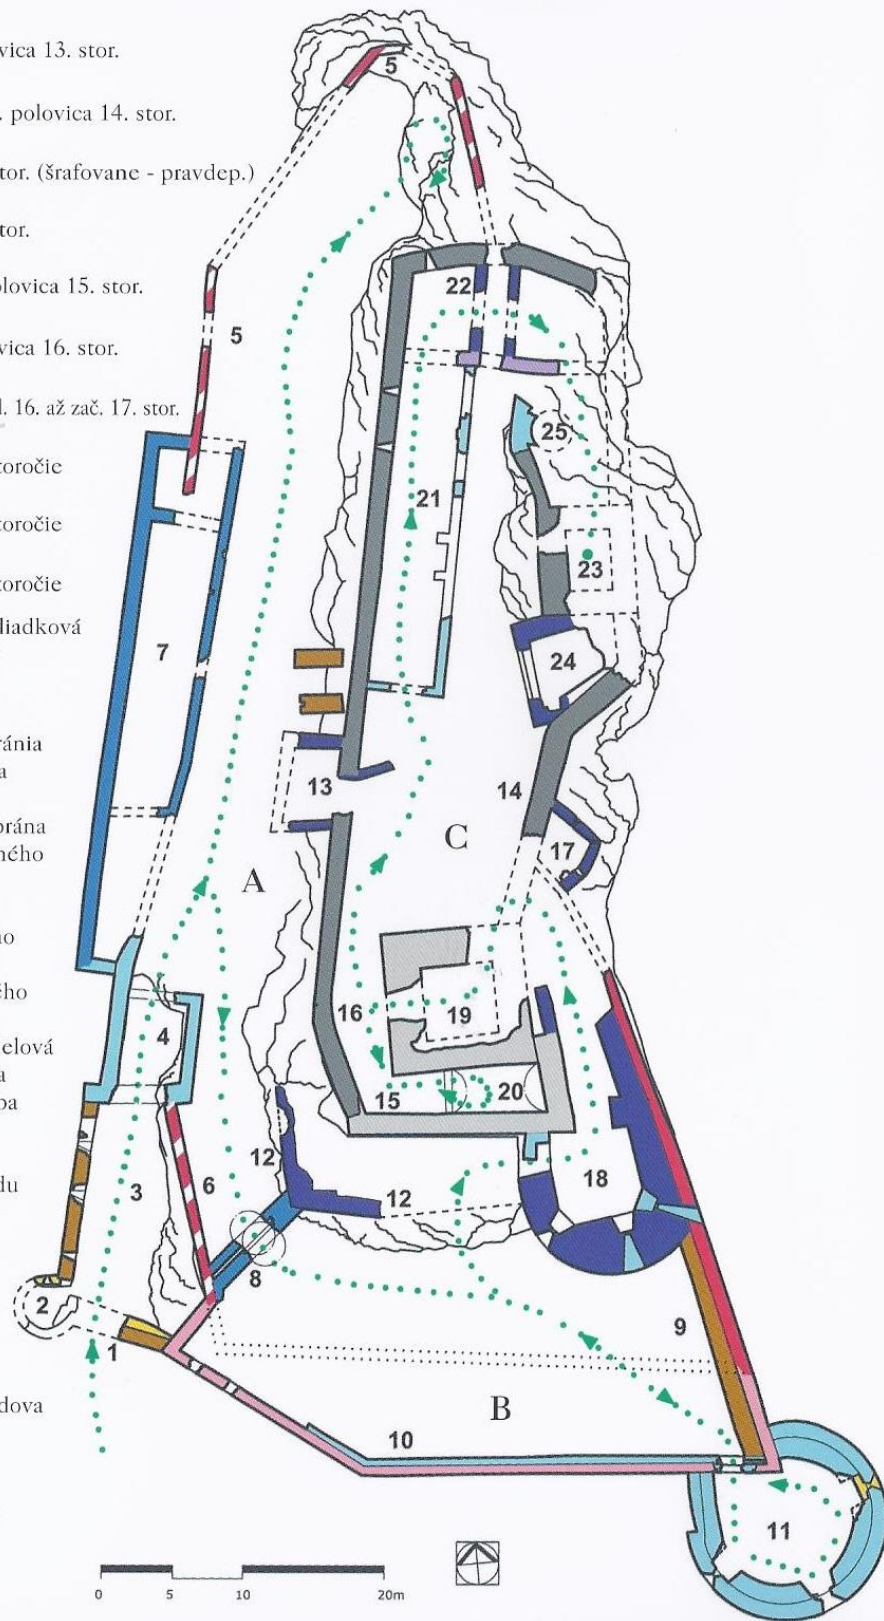 vica 13. stor.
. polovica 14. stor.
tor. (šrafovane - pravdep.)
tor.
olovica 15. stor.
vica 16. stor.
l. 16. až zač. 17. stor.
toročie
toročie
toročie
liadková
ránia
a
brána
ného
o
ého
elová
a
ba
du
dova
5
22
5
25
21
23
7
24
13
14
C
17
A
16
19
4
15
20
12
3
6
12
18
8
2
9
1
B
10
11
0 5 10 20m